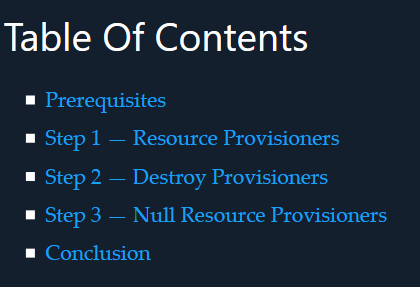 Table Of Contents
Prerequisites
Step 1 — Resource Provisioners
Step 2 — Destroy Provisioners
Step 3 — Null Resource Provisioners
Conclusion